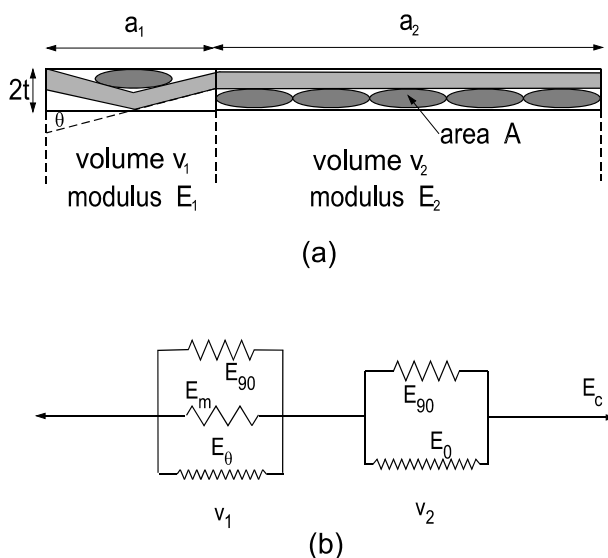 a₁ a₂
2t
θ
area A
volume v₁ volume v₂
modulus E₁ modulus E₂
(a)
E₉₀ E₉₀
E_m E_c
E_θ E₀
v₁ v₂
(b)